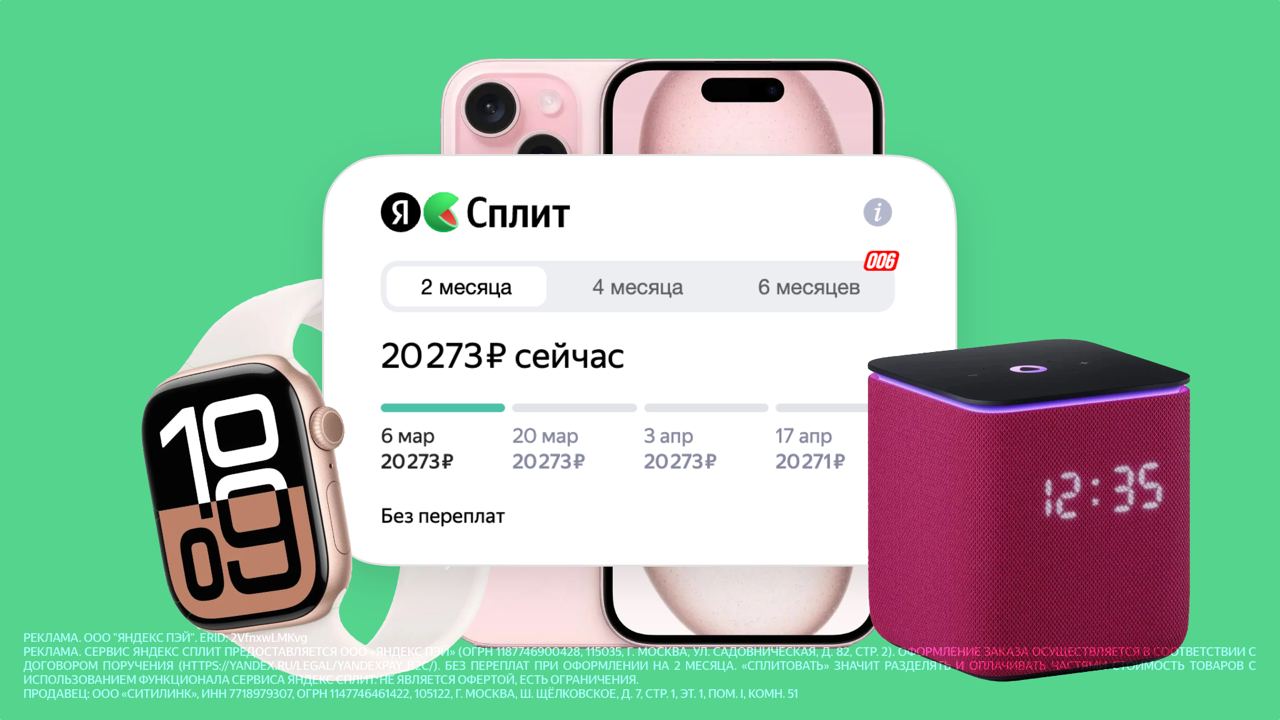 Я Сплит
i
006
2 месяца 4 месяца 6 месяцев
20 273 ₽ сейчас
6 мар 20 мар 3 апр 17 апр
20 273 ₽ 20 273 ₽ 20 273 ₽ 20 271 ₽
Без переплат
10
09
12:35
РЕКЛАМА. ООО "ЯНДЕКС ПЭЙ". ERID: 2VfnxwLMKvg
РЕКЛАМА. СЕРВИС ЯНДЕКС СПЛИТ ПРЕДОСТАВЛЯЕТСЯ ООО «ЯНДЕКС ПЭЙ» (ОГРН 1187746900428, 115035, Г. МОСКВА, УЛ. САДОВНИЧЕСКАЯ, Д. 82, СТР. 2). ОФОРМЛЕНИЕ ЗАКАЗА ОСУЩЕСТВЛЯЕТСЯ В СООТВЕТСТВИИ С
ДОГОВОРОМ ПОРУЧЕНИЯ (HTTPS://YANDEX.RU/LEGAL/YANDEXPAY_B2C/). БЕЗ ПЕРЕПЛАТ ПРИ ОФОРМЛЕНИИ НА 2 МЕСЯЦА. «СПЛИТОВАТЬ» ЗНАЧИТ РАЗДЕЛЯТЬ И ОПЛАЧИВАТЬ ЧАСТЯМИ СТОИМОСТЬ ТОВАРОВ С
ИСПОЛЬЗОВАНИЕМ ФУНКЦИОНАЛА СЕРВИСА ЯНДЕКС СПЛИТ. НЕ ЯВЛЯЕТСЯ ОФЕРТОЙ, ЕСТЬ ОГРАНИЧЕНИЯ.
ПРОДАВЕЦ: ООО «СИТИЛИНК», ИНН 7718979307, ОГРН 1147746461422, 105122, Г. МОСКВА, Ш. ЩЁЛКОВСКОЕ, Д. 7, СТР. 1, ЭТ. 1, ПОМ. I, КОМН. 51